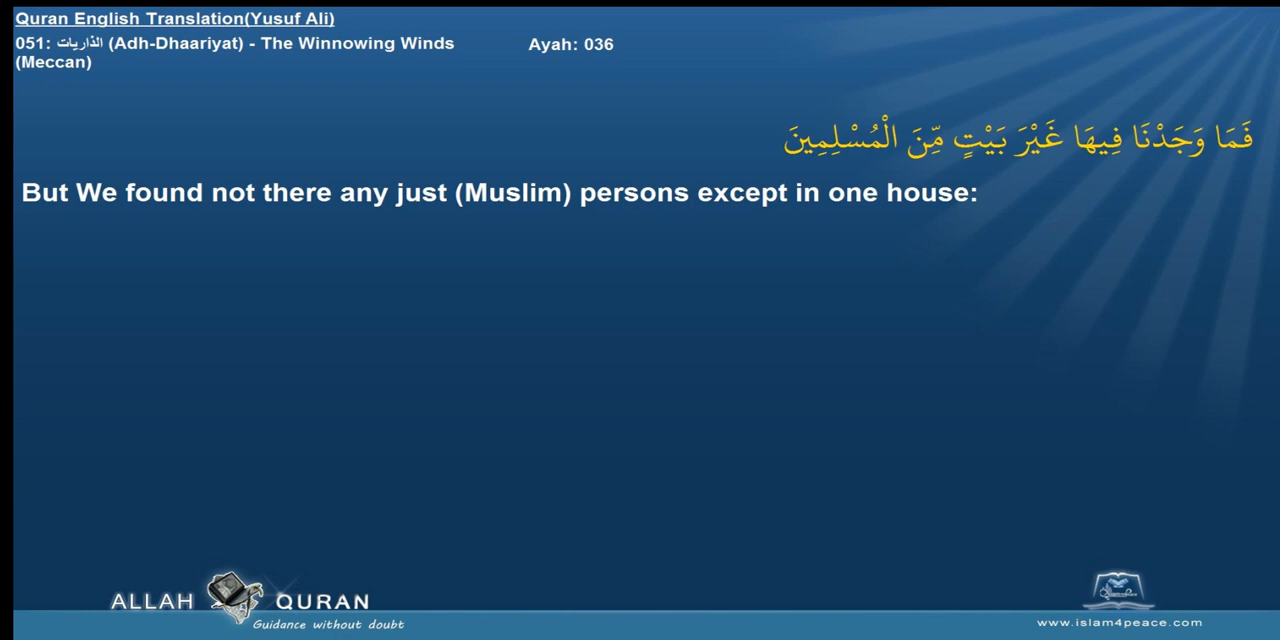 Quran English Translation(Yusuf Ali)
051: الذاريات (Adh-Dhaariyat) - The Winnowing Winds (Meccan)
Ayah: 036
فَمَا وَجَدْنَا فِيهَا غَيْرَ بَيْتٍ مِّنَ الْمُسْلِمِينَ
But We found not there any just (Muslim) persons except in one house:
ALLAH QURAN
Guidance without doubt
www.islam4peace.com